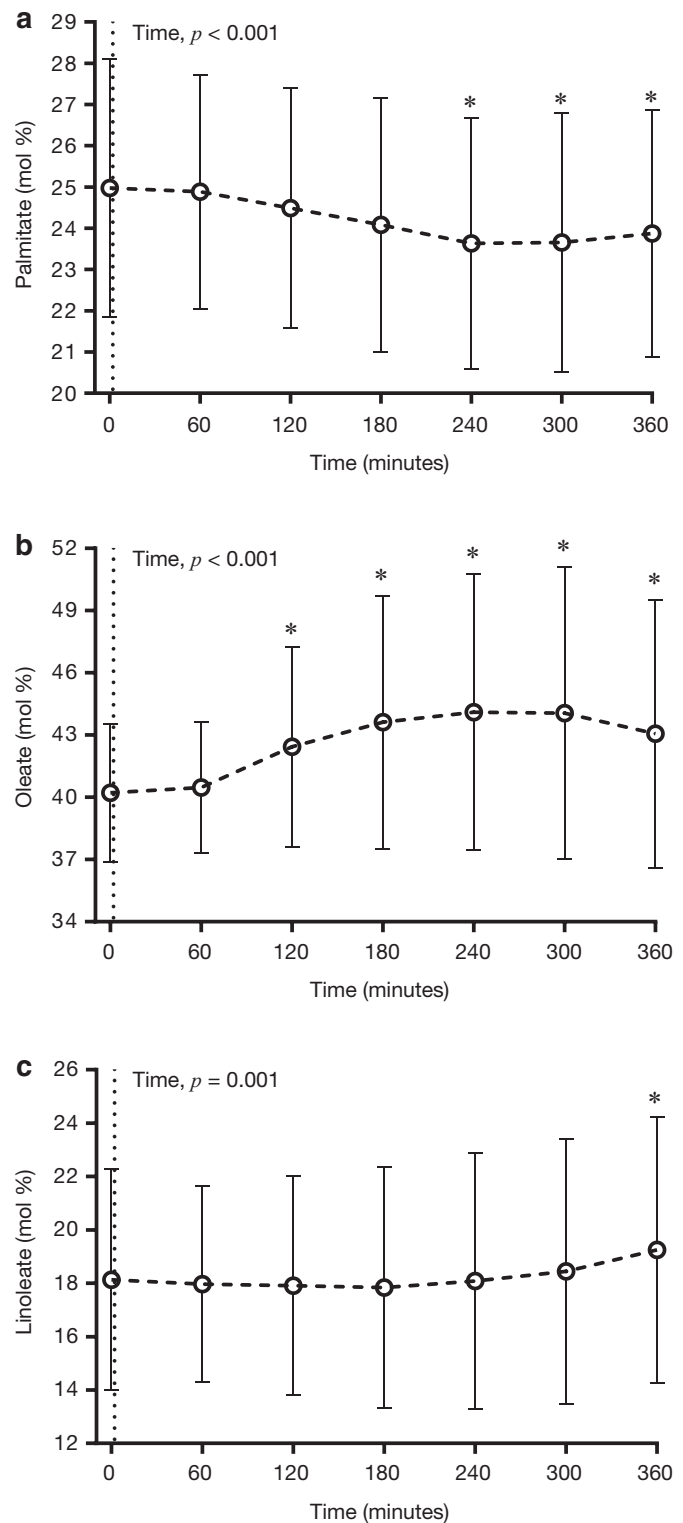 a
Time, p < 0.001
Palmitate (mol %)
29
28
27
26
25
24
23
22
21
20
* * *
0 60 120 180 240 300 360
Time (minutes)
b
Time, p < 0.001
Oleate (mol %)
52
49
46
43
40
37
34
* * * * *
0 60 120 180 240 300 360
Time (minutes)
c
Time, p = 0.001
Linoleate (mol %)
26
24
22
20
18
16
14
12
*
0 60 120 180 240 300 360
Time (minutes)